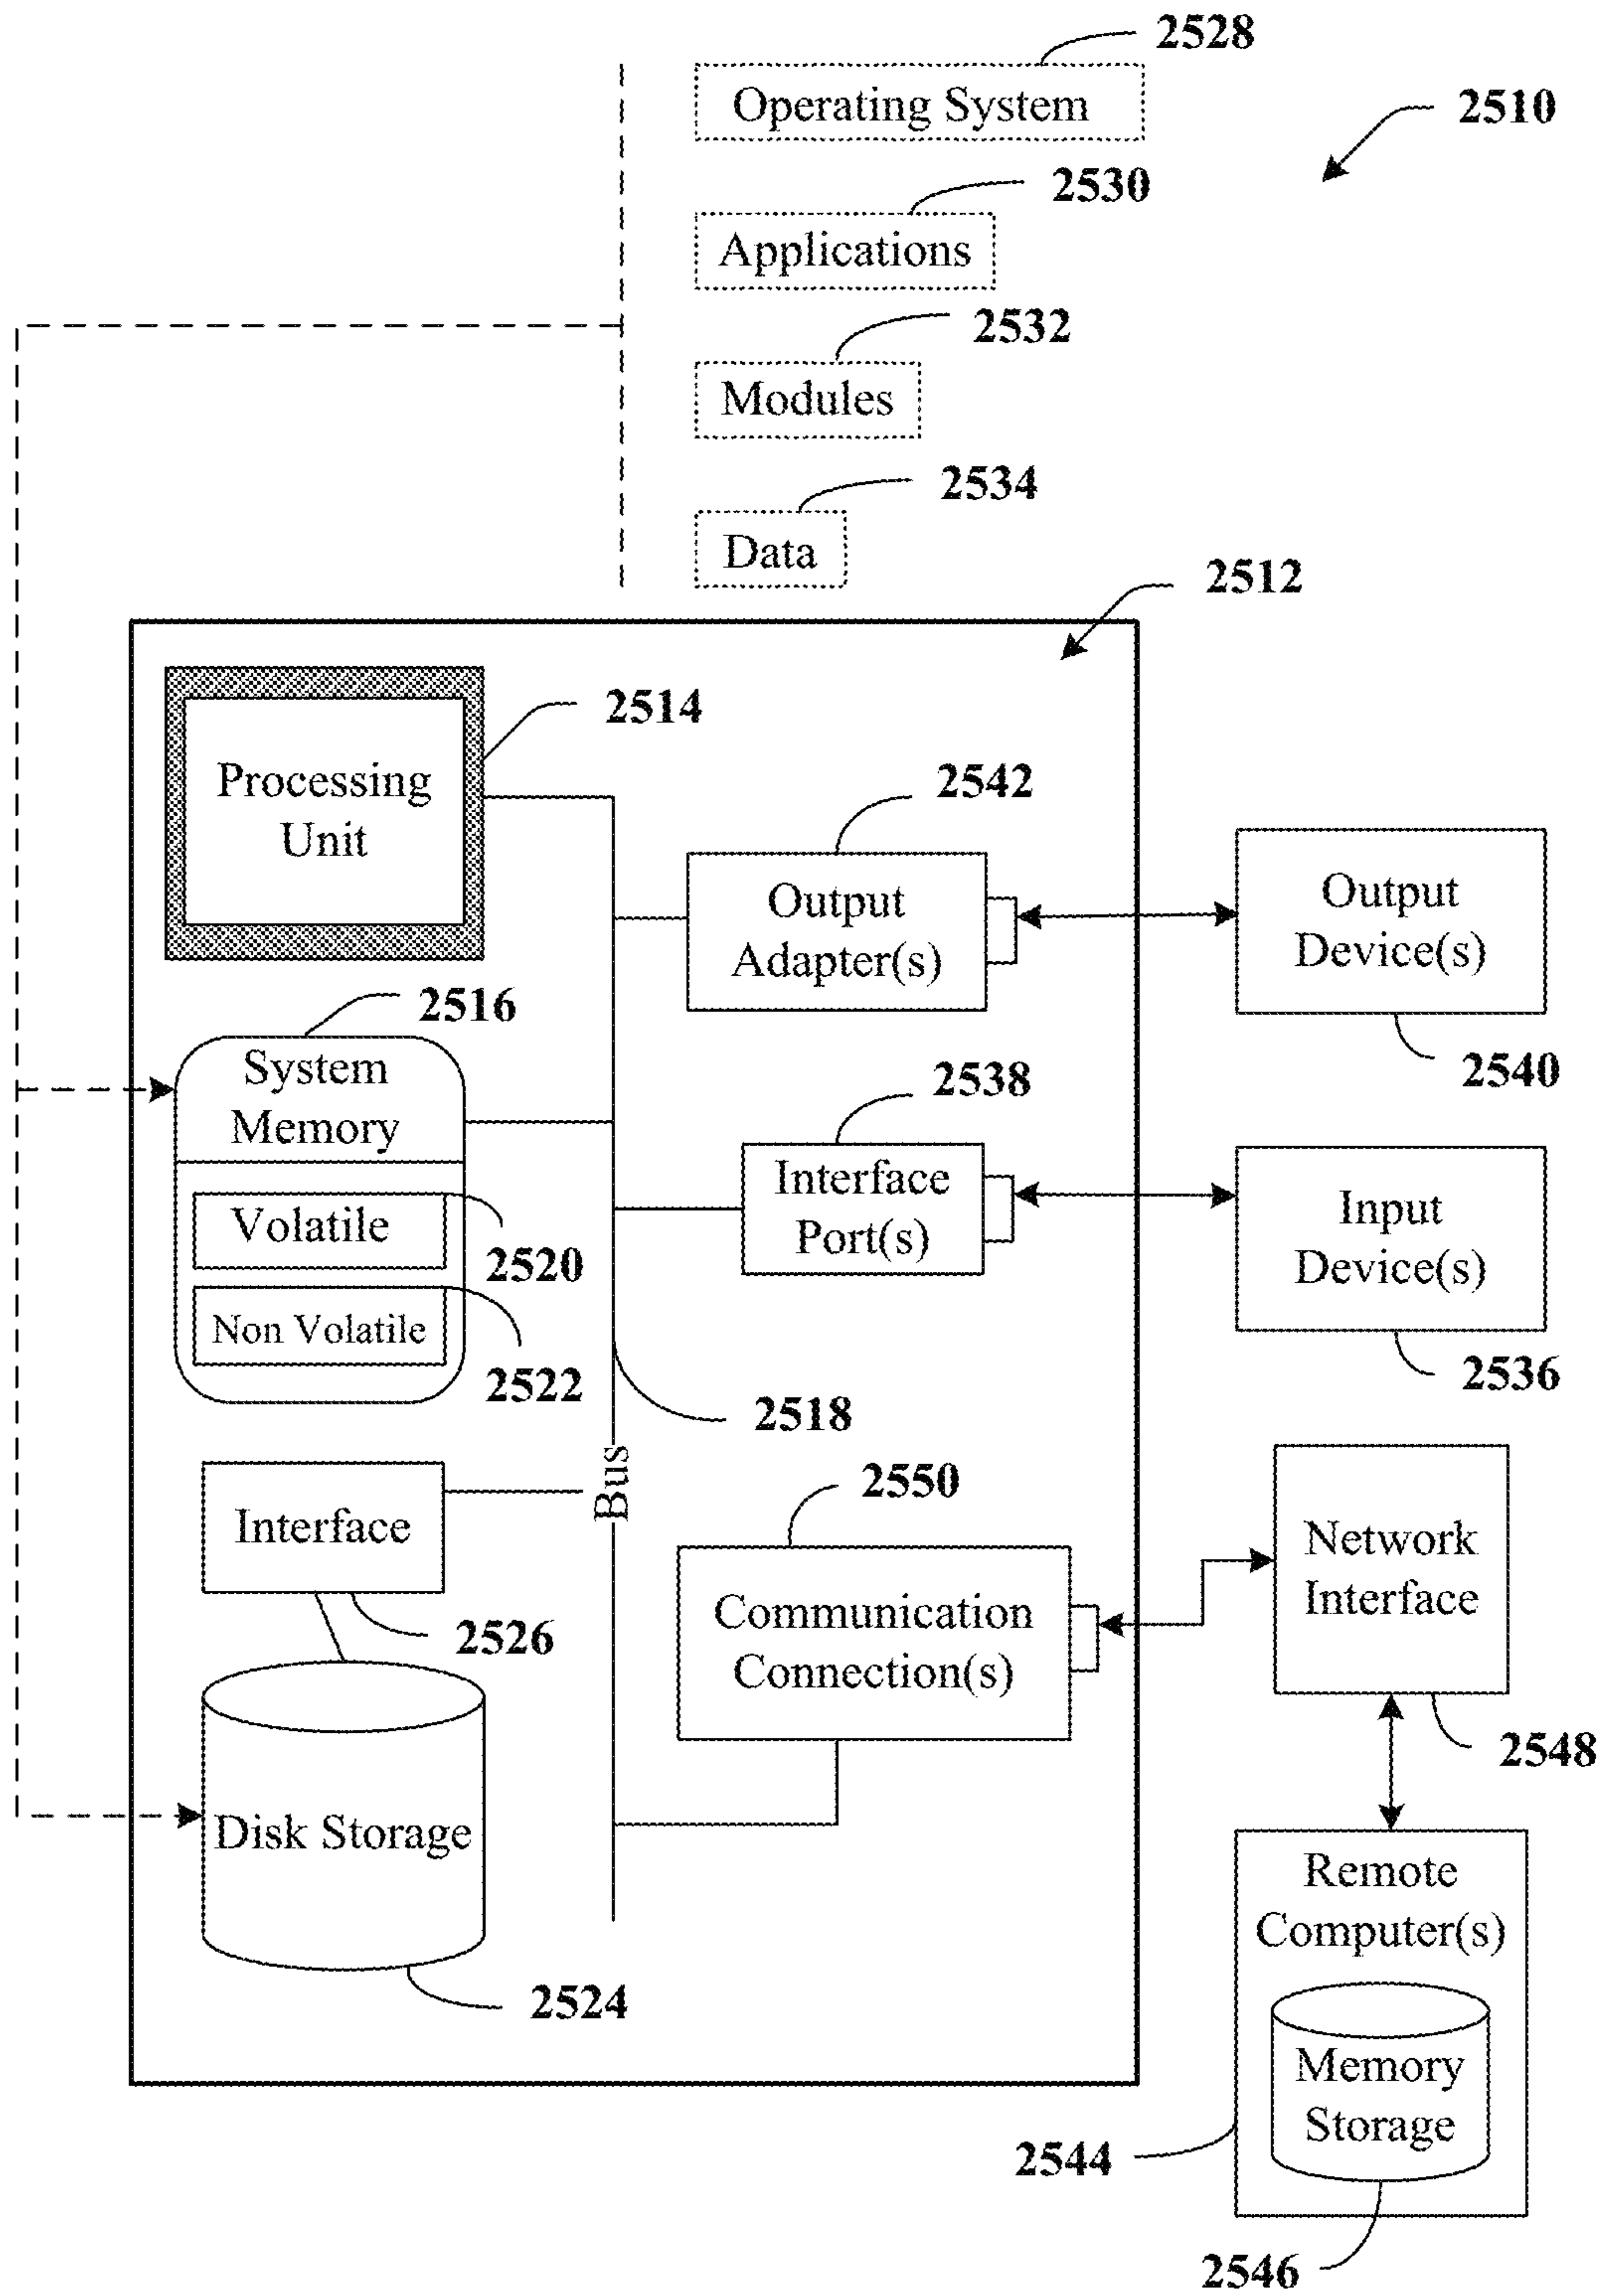 2528
Operating System
2510
2530
Applications
2532
Modules
2534
Data
2512
2514
Processing
Unit
2542
Output
Adapter(s)
Output
Device(s)
2540
2516
System
Memory
2538
Interface
Port(s)
Input
Device(s)
2536
Volatile
2520
Non Volatile
2522
2518
Bus
2550
Interface
2526
Communication
Connection(s)
Network
Interface
2548
Disk Storage
2524
Remote
Computer(s)
Memory
Storage
2544
2546